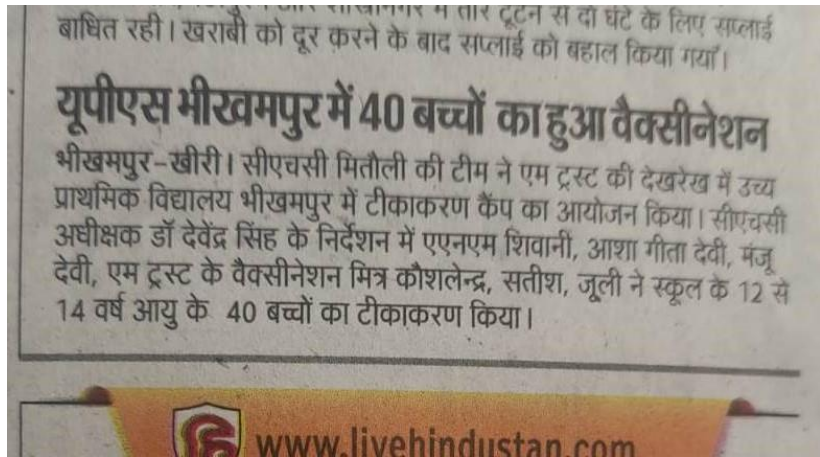 में तार टूटने से दो घंटे के लिए सप्लाई
बाधित रही। खराबी को दूर करने के बाद सप्लाई को बहाल किया गया।
यूपीएस भीखमपुर में 40 बच्चों का हुआ वैक्सीनेशन
भीखमपुर-खीरी। सीएचसी मितौली की टीम ने एम ट्रस्ट की देखरेख में उच्च
प्राथमिक विद्यालय भीखमपुर में टीकाकरण कैंप का आयोजन किया। सीएचसी
अधीक्षक डॉ देवेंद्र सिंह के निर्देशन में एएनएम शिवानी, आशा गीता देवी, मंजू
देवी, एम ट्रस्ट के वैक्सीनेशन मित्र कौशलेन्द्र, सतीश, जूली ने स्कूल के 12 से
14 वर्ष आयु के 40 बच्चों का टीकाकरण किया।
www.livehindustan.com